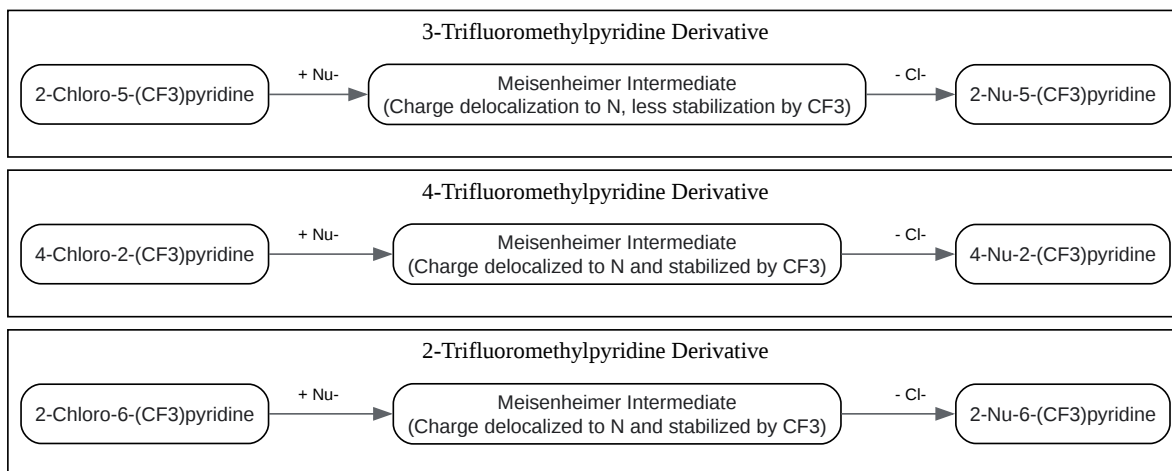 3-Trifluoromethylpyridine Derivative
2-Chloro-5-(CF3)pyridine
+ Nu-
Meisenheimer Intermediate
(Charge delocalization to N, less stabilization by CF3)
- Cl-
2-Nu-5-(CF3)pyridine
4-Trifluoromethylpyridine Derivative
4-Chloro-2-(CF3)pyridine
+ Nu-
Meisenheimer Intermediate
(Charge delocalized to N and stabilized by CF3)
- Cl-
4-Nu-2-(CF3)pyridine
2-Trifluoromethylpyridine Derivative
2-Chloro-6-(CF3)pyridine
+ Nu-
Meisenheimer Intermediate
(Charge delocalized to N and stabilized by CF3)
- Cl-
2-Nu-6-(CF3)pyridine